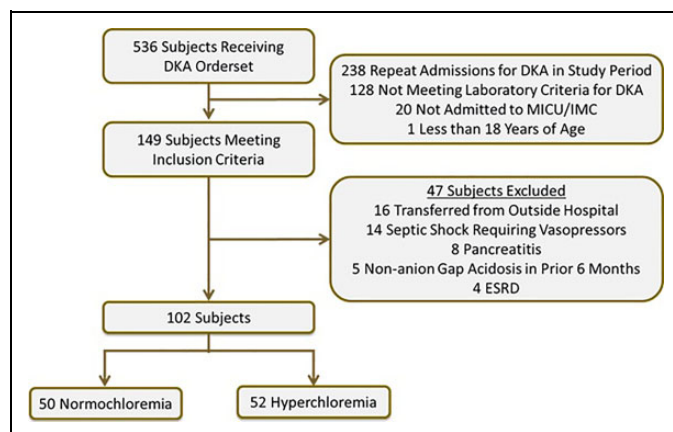 536 Subjects Receiving
DKA Orderset
238 Repeat Admissions for DKA in Study Period
128 Not Meeting Laboratory Criteria for DKA
20 Not Admitted to MICU/IMC
1 Less than 18 Years of Age
149 Subjects Meeting
Inclusion Criteria
47 Subjects Excluded
16 Transferred from Outside Hospital
14 Septic Shock Requiring Vasopressors
8 Pancreatitis
5 Non-anion Gap Acidosis in Prior 6 Months
4 ESRD
102 Subjects
50 Normochloremia
52 Hyperchloremia